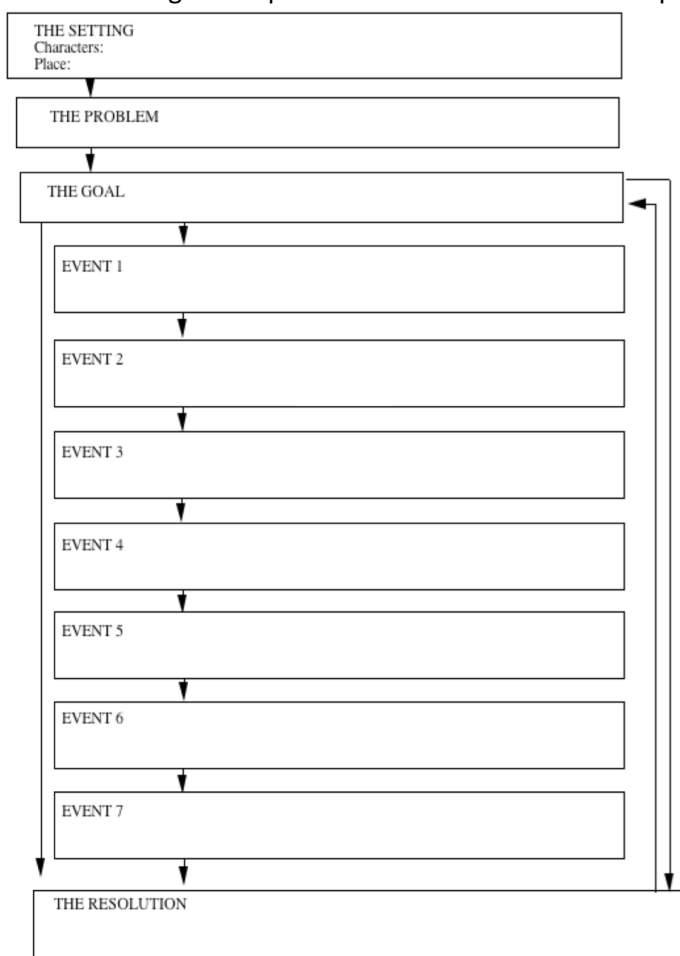 THE SETTING
Characters:
Place:
THE PROBLEM
THE GOAL
EVENT 1
EVENT 2
EVENT 3
EVENT 4
EVENT 5
EVENT 6
EVENT 7
THE RESOLUTION